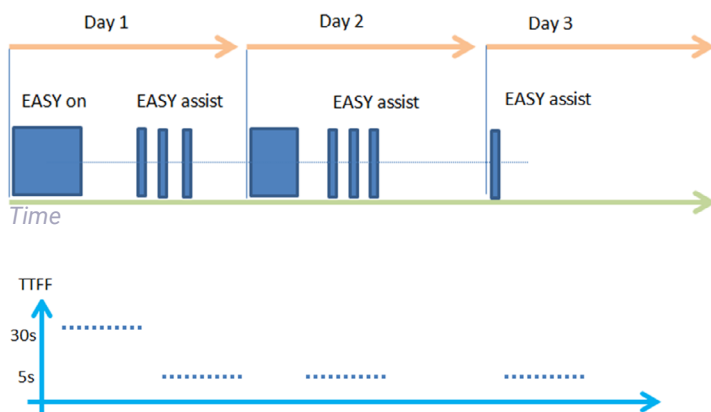 Day 1
Day 2
Day 3
EASY on
EASY assist
EASY assist
EASY assist
Time
TTFF
30s
5s